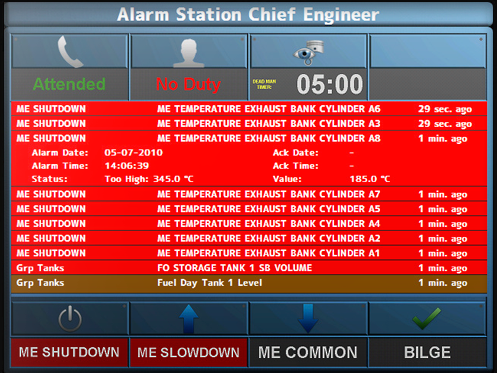 Alarm Station Chief Engineer
Attended No Duty DEAD MAN TIMER: 05:00
ME SHUTDOWN ME TEMPERATURE EXHAUST BANK CYLINDER A6 29 sec. ago
ME SHUTDOWN ME TEMPERATURE EXHAUST BANK CYLINDER A3 29 sec. ago
ME SHUTDOWN ME TEMPERATURE EXHAUST BANK CYLINDER A8 1 min. ago
Alarm Date: 05-07-2010 Ack Date: -
Alarm Time: 14:06:39 Ack Time: -
Status: Too High: 345.0 °C Value: 185.0 °C
ME SHUTDOWN ME TEMPERATURE EXHAUST BANK CYLINDER A7 1 min. ago
ME SHUTDOWN ME TEMPERATURE EXHAUST BANK CYLINDER A5 1 min. ago
ME SHUTDOWN ME TEMPERATURE EXHAUST BANK CYLINDER A4 1 min. ago
ME SHUTDOWN ME TEMPERATURE EXHAUST BANK CYLINDER A2 1 min. ago
ME SHUTDOWN ME TEMPERATURE EXHAUST BANK CYLINDER A1 1 min. ago
Grp Tanks FO STORAGE TANK 1 SB VOLUME 1 min. ago
Grp Tanks Fuel Day Tank 1 Level 1 min. ago
ME SHUTDOWN ME SLOWDOWN ME COMMON BILGE